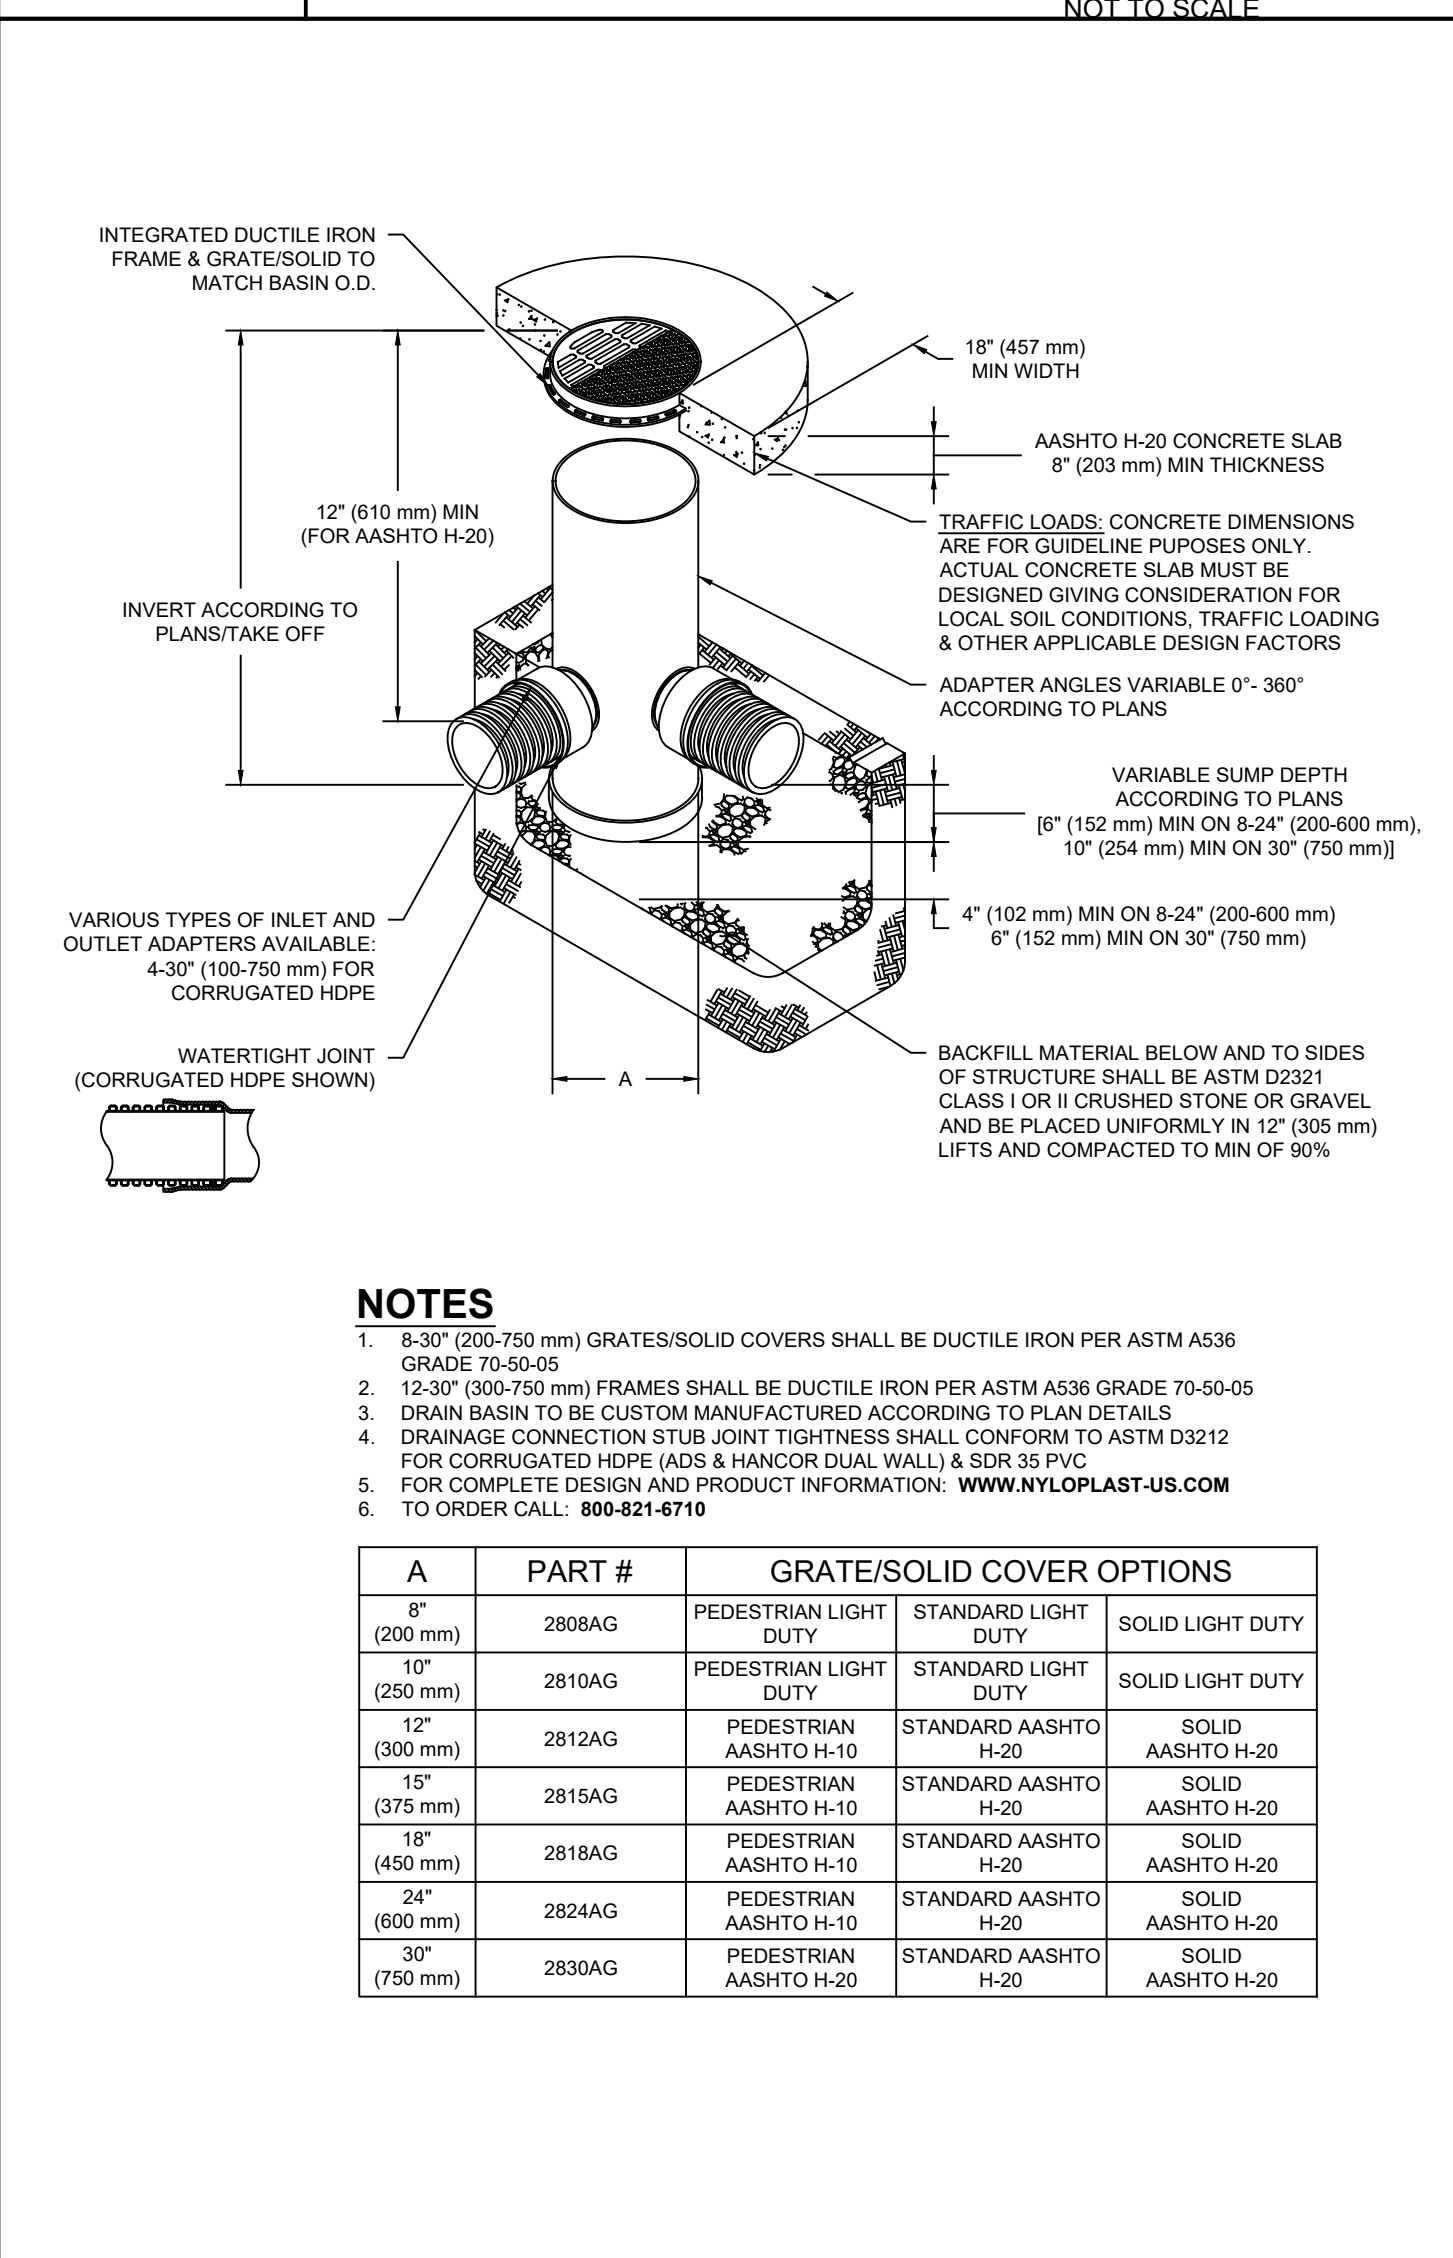 NOT TO SCALE
INTEGRATED DUCTILE IRON
FRAME & GRATE/SOLID TO
MATCH BASIN O.D.
18" (457 mm)
MIN WIDTH
AASHTO H-20 CONCRETE SLAB
8" (203 mm) MIN THICKNESS
12" (610 mm) MIN
(FOR AASHTO H-20)
TRAFFIC LOADS: CONCRETE DIMENSIONS
ARE FOR GUIDELINE PUPOSES ONLY.
ACTUAL CONCRETE SLAB MUST BE
DESIGNED GIVING CONSIDERATION FOR
LOCAL SOIL CONDITIONS, TRAFFIC LOADING
& OTHER APPLICABLE DESIGN FACTORS
INVERT ACCORDING TO
PLANS/TAKE OFF
ADAPTER ANGLES VARIABLE 0°- 360°
ACCORDING TO PLANS
VARIABLE SUMP DEPTH
ACCORDING TO PLANS
[6" (152 mm) MIN ON 8-24" (200-600 mm),
10" (254 mm) MIN ON 30" (750 mm)]
VARIOUS TYPES OF INLET AND
OUTLET ADAPTERS AVAILABLE:
4-30" (100-750 mm) FOR
CORRUGATED HDPE
4" (102 mm) MIN ON 8-24" (200-600 mm)
6" (152 mm) MIN ON 30" (750 mm)
WATERTIGHT JOINT
(CORRUGATED HDPE SHOWN)
A
BACKFILL MATERIAL BELOW AND TO SIDES
OF STRUCTURE SHALL BE ASTM D2321
CLASS I OR II CRUSHED STONE OR GRAVEL
AND BE PLACED UNIFORMLY IN 12" (305 mm)
LIFTS AND COMPACTED TO MIN OF 90%
NOTES
1. 8-30" (200-750 mm) GRATES/SOLID COVERS SHALL BE DUCTILE IRON PER ASTM A536
GRADE 70-50-05
2. 12-30" (300-750 mm) FRAMES SHALL BE DUCTILE IRON PER ASTM A536 GRADE 70-50-05
3. DRAIN BASIN TO BE CUSTOM MANUFACTURED ACCORDING TO PLAN DETAILS
4. DRAINAGE CONNECTION STUB JOINT TIGHTNESS SHALL CONFORM TO ASTM D3212
FOR CORRUGATED HDPE (ADS & HANCOR DUAL WALL) & SDR 35 PVC
5. FOR COMPLETE DESIGN AND PRODUCT INFORMATION: WWW.NYLOPLAST-US.COM
6. TO ORDER CALL: 800-821-6710
A PART # GRATE/SOLID COVER OPTIONS
8" (200 mm) 2808AG PEDESTRIAN LIGHT DUTY STANDARD LIGHT DUTY SOLID LIGHT DUTY
10" (250 mm) 2810AG PEDESTRIAN LIGHT DUTY STANDARD LIGHT DUTY SOLID LIGHT DUTY
12" (300 mm) 2812AG PEDESTRIAN AASHTO H-10 STANDARD AASHTO H-20 SOLID AASHTO H-20
15" (375 mm) 2815AG PEDESTRIAN AASHTO H-10 STANDARD AASHTO H-20 SOLID AASHTO H-20
18" (450 mm) 2818AG PEDESTRIAN AASHTO H-10 STANDARD AASHTO H-20 SOLID AASHTO H-20
24" (600 mm) 2824AG PEDESTRIAN AASHTO H-10 STANDARD AASHTO H-20 SOLID AASHTO H-20
30" (750 mm) 2830AG PEDESTRIAN AASHTO H-20 STANDARD AASHTO H-20 SOLID AASHTO H-20